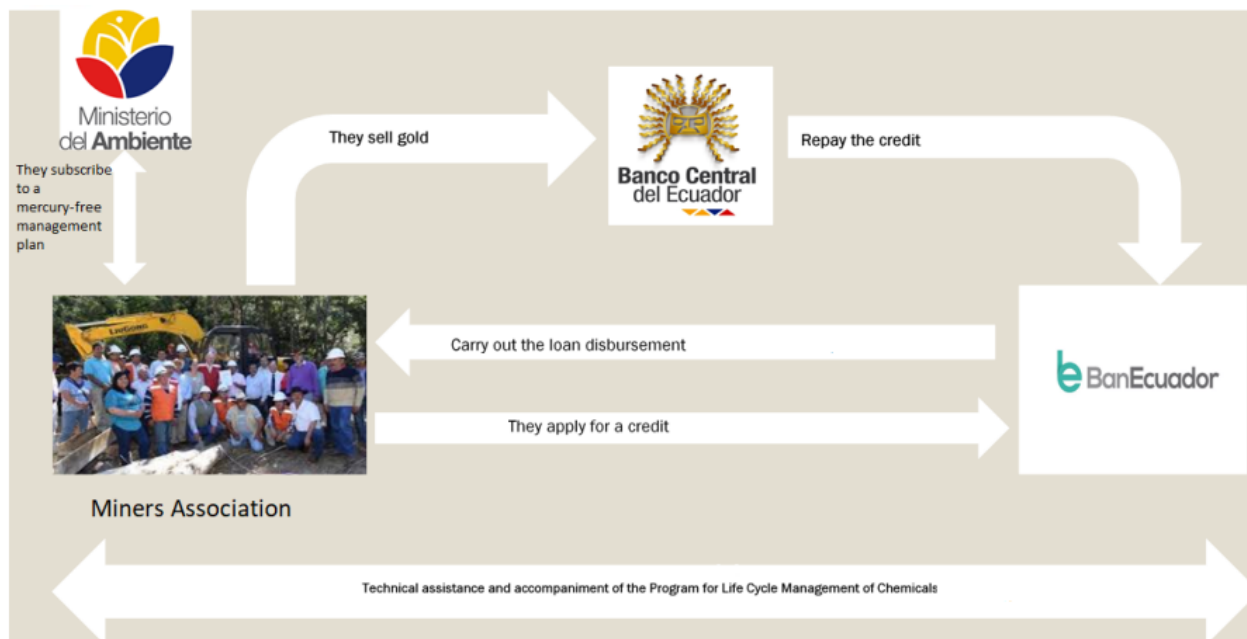 Ministerio
del Ambiente
They subscribe
to a
mercury-free
management
plan
They sell gold
Banco Central
del Ecuador
Repay the credit
LiuGong
Carry out the loan disbursement
BanEcuador
They apply for a credit
Miners Association
Technical assistance and accompaniment of the Program for Life Cycle Management of Chemicals